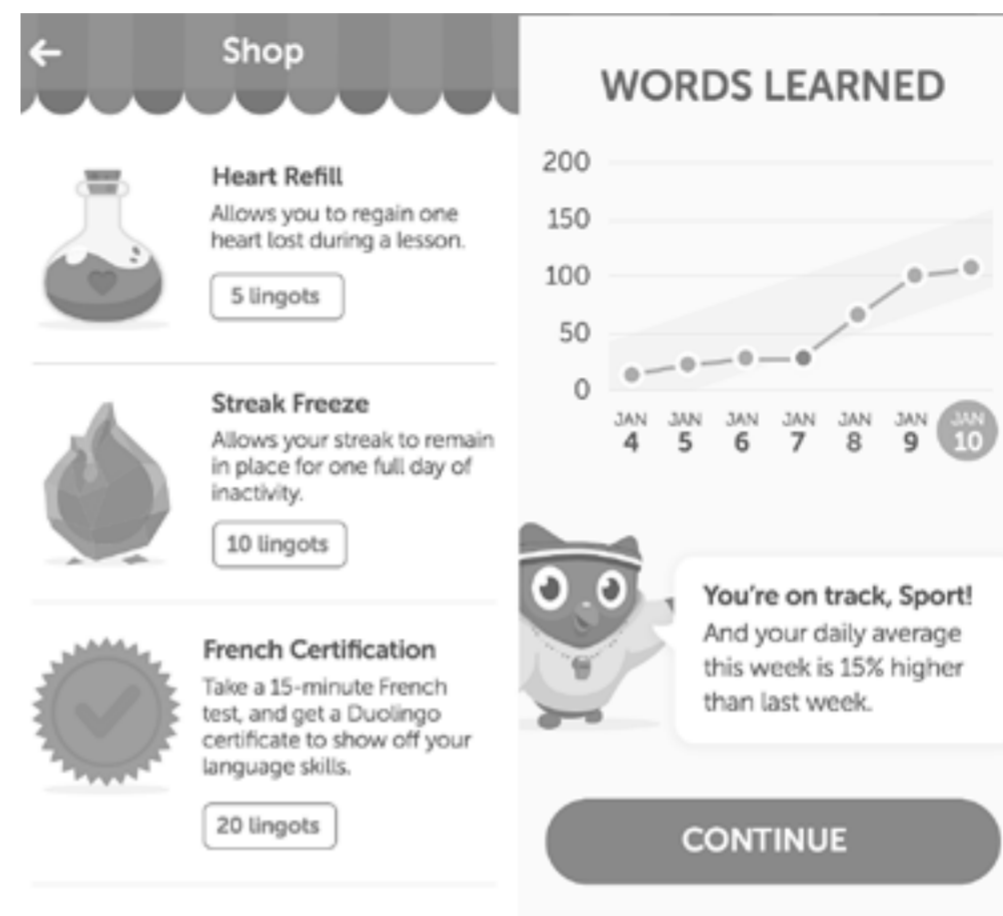 Shop
Heart Refill
Allows you to regain one
heart lost during a lesson.
5 lingots
Streak Freeze
Allows your streak to remain
in place for one full day of
inactivity.
10 lingots
French Certification
Take a 15-minute French
test, and get a Duolingo
certificate to show off your
language skills.
20 lingots
WORDS LEARNED
200
150
100
50
0
JAN JAN JAN JAN JAN JAN JAN
4 5 6 7 8 9 10
You're on track, Sport!
And your daily average
this week is 15% higher
than last week.
CONTINUE